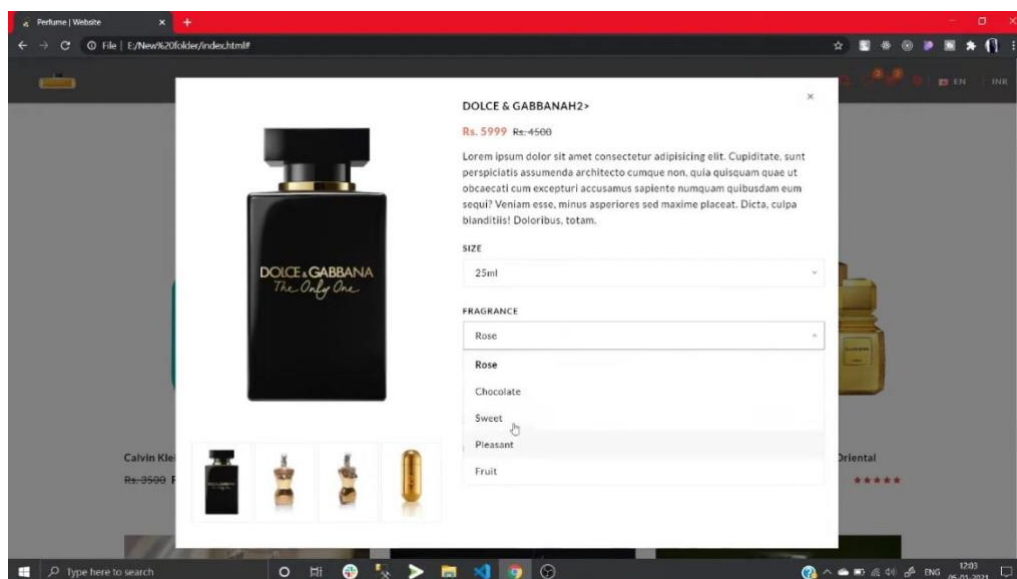 Perfume | Website
File | E:/New%20folder/index.html#
EN
INR
DOLCE & GABBANAH2>
Rs. 5999 Rs. 4500
Lorem ipsum dolor sit amet consectetur adipisicing elit. Cupiditate, sunt
perspiciatis assumenda architecto cumque non, quia quisquam quae ut
obcaecati cum excepturi accusamus sapiente numquam quibusdam eum
sequi? Veniam esse, minus asperiores sed maxime placeat. Dicta, culpa
blanditiis! Doloribus, totam.
SIZE
25ml
DOLCE & GABBANA
The Only One
FRAGRANCE
Rose
Rose
Chocolate
Sweet
Pleasant
Fruit
Calvin Kle
Rs. 3500
Oriental
Type here to search
ENG
12:03
05-01-2021